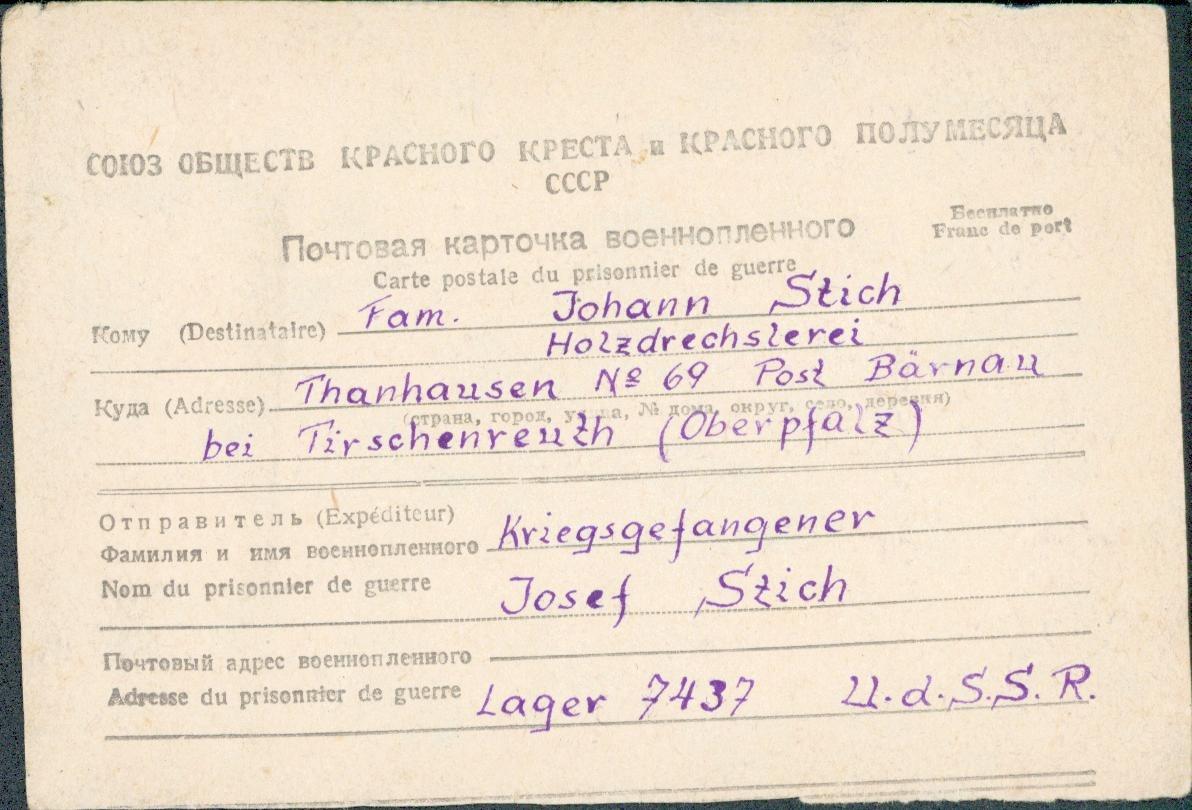 СОЮЗ ОБЩЕСТВ КРАСНОГО КРЕСТА и КРАСНОГО ПОЛУМЕСЯЦА
СССР
Бесплатно
Franc de port
Почтовая карточка военнопленного
Carte postale du prisonnier de guerre
Кому (Destinataire) Fam. Johann Stich
Holzdrechslerei
Куда (Adresse) Thanhausen № 69 Post Bärnau
(страна, город, улица, № дома, округ, село, деревня)
bei Tirschenreuth (Oberpfalz)
Отправитель (Expéditeur)
Фамилия и имя военнопленного Kriegsgefangener
Nom du prisonnier de guerre Josef Stich
Почтовый адрес военнопленного
Adresse du prisonnier de guerre Lager 7437 U.d.S.S.R.